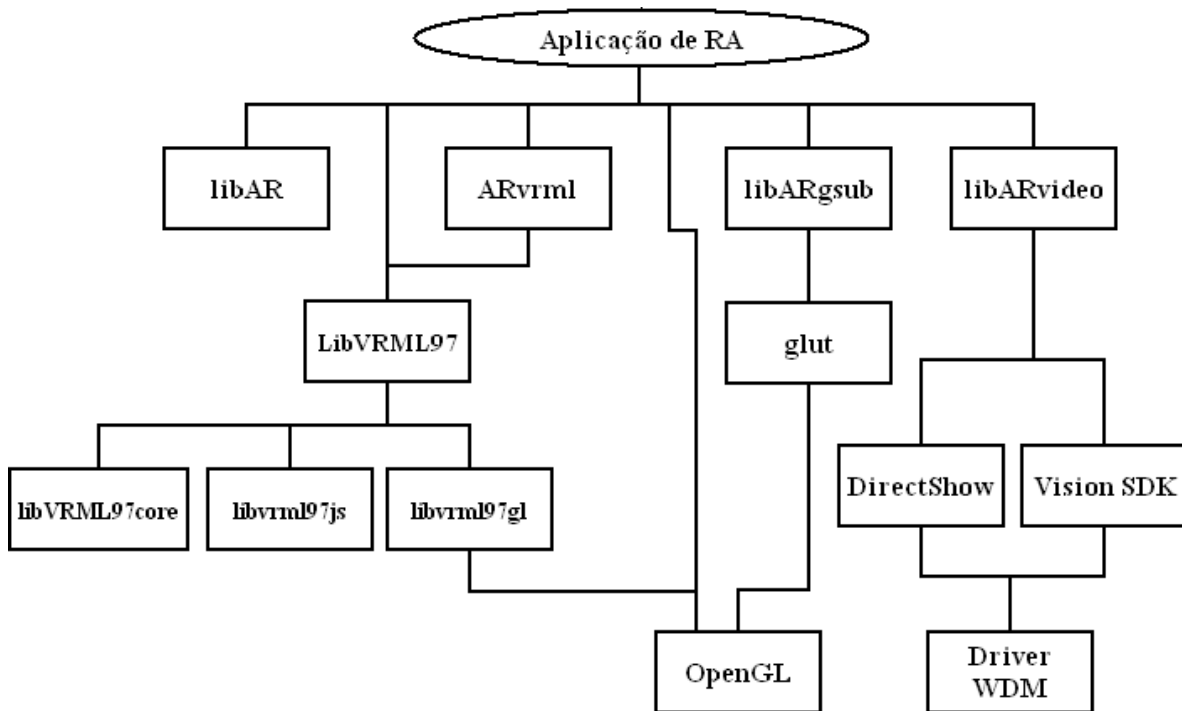 Aplicação de RA
libAR
ARvrml
libARgsub
libARvideo
LibVRML97
glut
DirectShow
Vision SDK
libVRML97core
libvrml97js
libvrml97gl
OpenGL
Driver
WDM